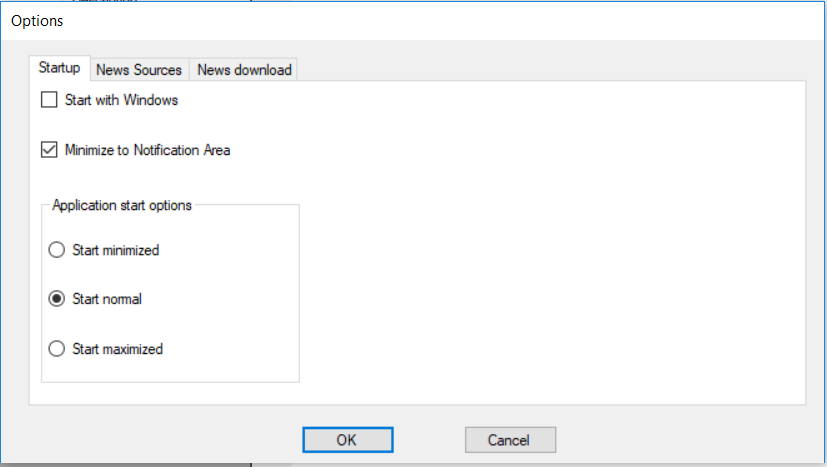 Options
Startup News Sources News download
Start with Windows
Minimize to Notification Area
Application start options
Start minimized
Start normal
Start maximized
OK Cancel